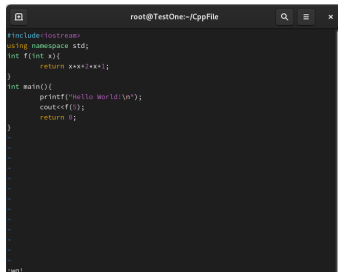 root@TestOne:~/CppFile
#include<iostream>
using namespace std;
int f(int x){
        return x*x+2*x+1;
}
int main(){
        printf("Hello World!\n");
        cout<<f(5);
        return 0;
}
~
~
~
~
~
~
~
~
~
~
~
~
:wq!